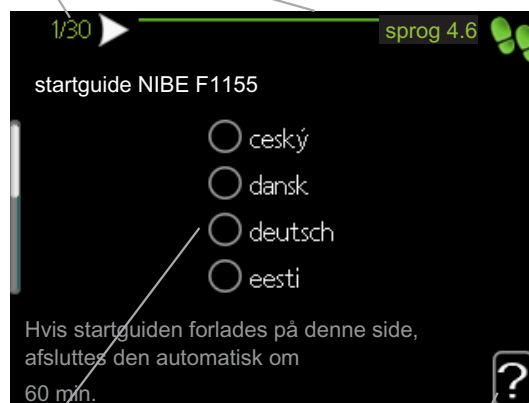 1/30
sprog 4.6
startguide NIBE F1155
ceský
dansk
deutsch
eesti
Hvis startguiden forlades på denne side,
afsluttes den automatisk om
60 min.
?